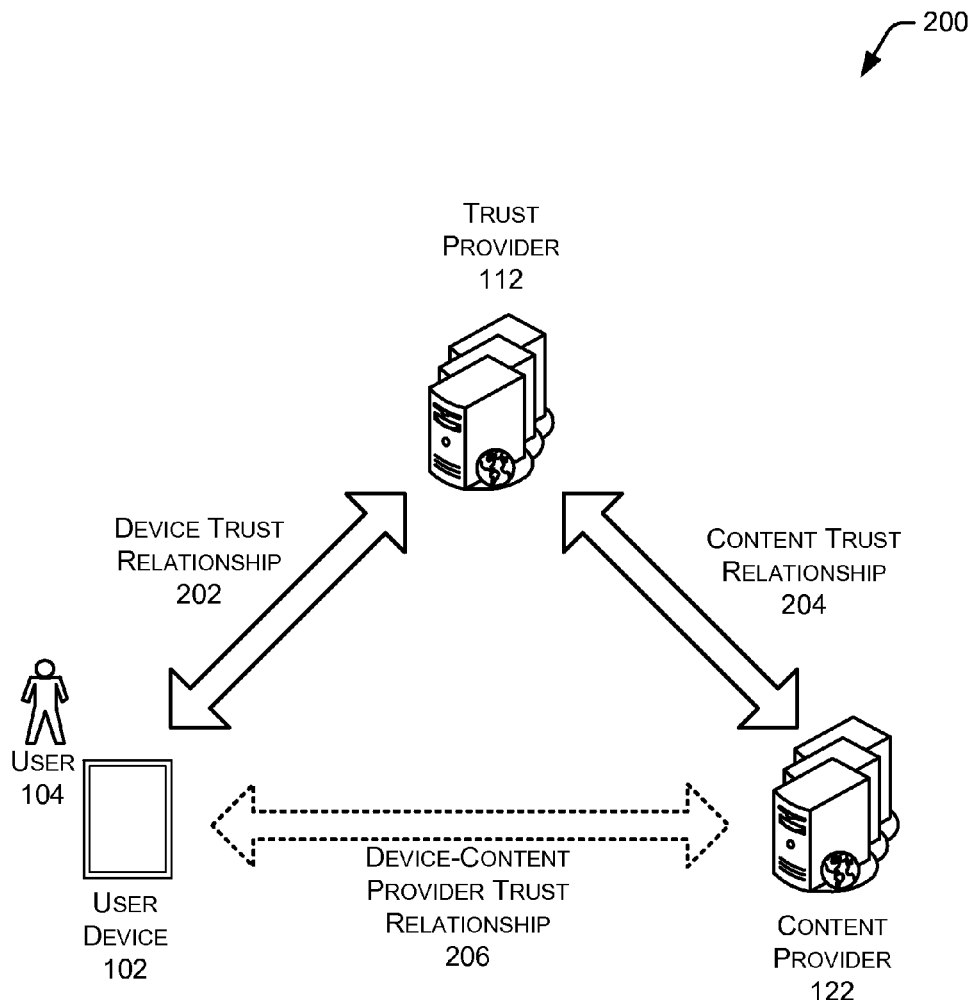 200
TRUST
PROVIDER
112
DEVICE TRUST
RELATIONSHIP
202
CONTENT TRUST
RELATIONSHIP
204
USER
104
USER
DEVICE
102
DEVICE-CONTENT
PROVIDER TRUST
RELATIONSHIP
206
CONTENT
PROVIDER
122